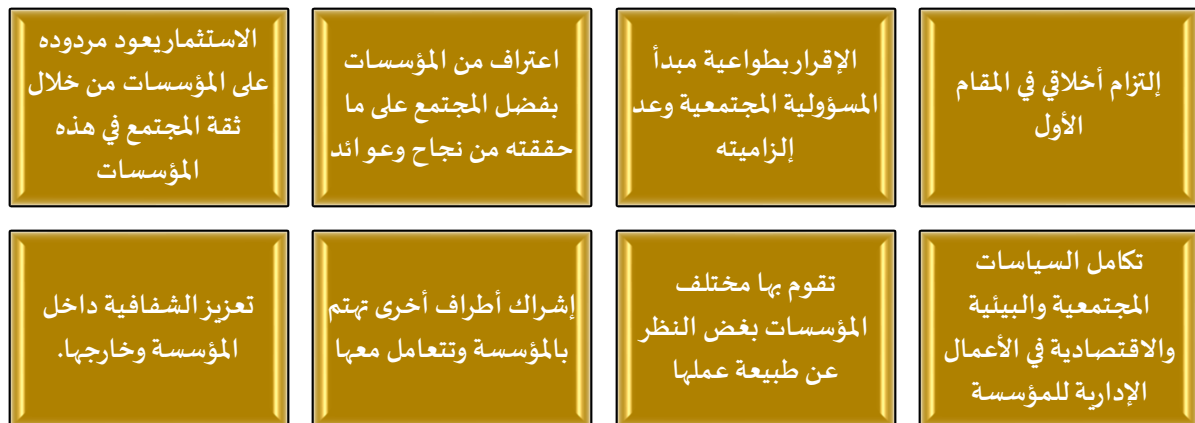 إلتزام أخلاقي في المقام
الأول
الإقرار بطواعية مبدأ
المسؤولية المجتمعية وعد
إلزاميته
اعتراف من المؤسسات
بفضل المجتمع على ما
حققته من نجاح وعوائد
الاستثمار يعود مردوده
على المؤسسات من خلال
ثقة المجتمع في هذه
المؤسسات
تكامل السياسات
المجتمعية والبيئية
والاقتصادية في الأعمال
الإدارية للمؤسسة
تقوم بها مختلف
المؤسسات بغض النظر
عن طبيعة عملها
إشراك أطراف أخرى تهتم
بالمؤسسة وتتعامل معها
تعزيز الشفافية داخل
المؤسسة وخارجها.